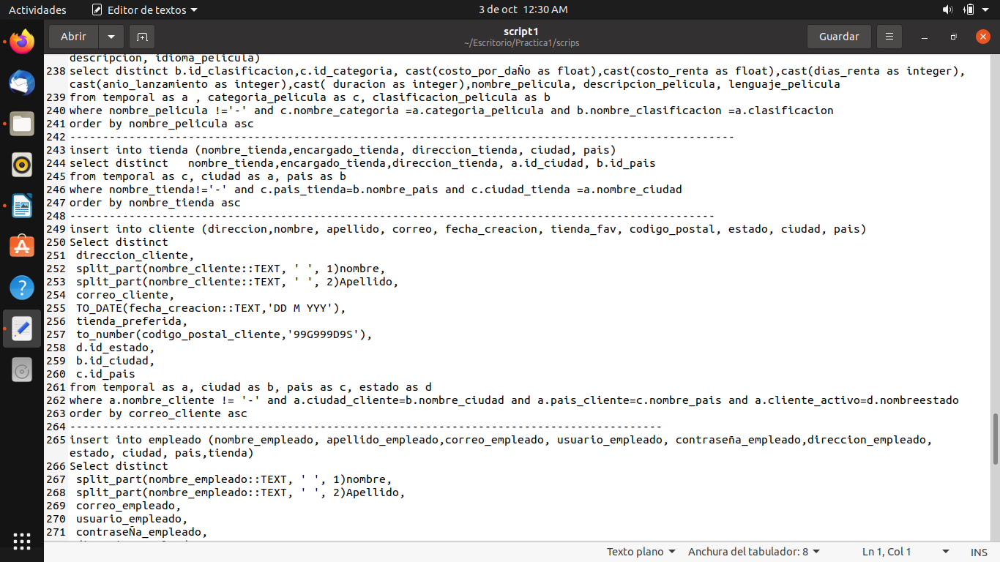 Actividades
Editor de textos
3 de oct 12:30 AM
Abrir
script1
~/Escritorio/Practica1/scrips
Guardar
descripcion, idioma_pelicula)
238 select distinct b.id_clasificacion,c.id_categoria, cast(costo_por_daÑo as float),cast(costo_renta as float),cast(dias_renta as integer),
cast(anio_lanzamiento as integer),cast( duracion as integer),nombre_pelicula, descripcion_pelicula, lenguaje_pelicula
239 from temporal as a , categoria_pelicula as c, clasificacion_pelicula as b
240 where nombre_pelicula !='-' and c.nombre_categoria =a.categoria_pelicula and b.nombre_clasificacion =a.clasificacion
241 order by nombre_pelicula asc
242 -----------------------------------------------------------------------------------------------------
243 insert into tienda (nombre_tienda,encargado_tienda, direccion_tienda, ciudad, pais)
244 select distinct   nombre_tienda,encargado_tienda,direccion_tienda, a.id_ciudad, b.id_pais
245 from temporal as c, ciudad as a, pais as b
246 where nombre_tienda!='-' and c.pais_tienda=b.nombre_pais and c.ciudad_tienda =a.nombre_ciudad
247 order by nombre_tienda asc
248 --------------------------------------------------------------------------------------------------
249 insert into cliente (direccion,nombre, apellido, correo, fecha_creacion, tienda_fav, codigo_postal, estado, ciudad, pais)
250 Select distinct
251  direccion_cliente,
252  split_part(nombre_cliente::TEXT, ' ', 1)nombre,
253  split_part(nombre_cliente::TEXT, ' ', 2)Apellido,
254  correo_cliente,
255  TO_DATE(fecha_creacion::TEXT,'DD M YYY'),
256  tienda_preferida,
257  to_number(codigo_postal_cliente,'99G999D9S'),
258  d.id_estado,
259  b.id_ciudad,
260  c.id_pais
261 from temporal as a, ciudad as b, pais as c, estado as d
262 where a.nombre_cliente != '-' and a.ciudad_cliente=b.nombre_ciudad and a.pais_cliente=c.nombre_pais and a.cliente_activo=d.nombreestado
263 order by correo_cliente asc
264 ------------------------------------------------------------------------------------------
265 insert into empleado (nombre_empleado, apellido_empleado,correo_empleado, usuario_empleado, contraseña_empleado,direccion_empleado,
estado, ciudad, pais,tienda)
266 Select distinct
267  split_part(nombre_empleado::TEXT, ' ', 1)nombre,
268  split_part(nombre_empleado::TEXT, ' ', 2)Apellido,
269  correo_empleado,
270  usuario_empleado,
271  contraseÑa_empleado,
Texto plano
Anchura del tabulador: 8
Ln 1, Col 1
INS